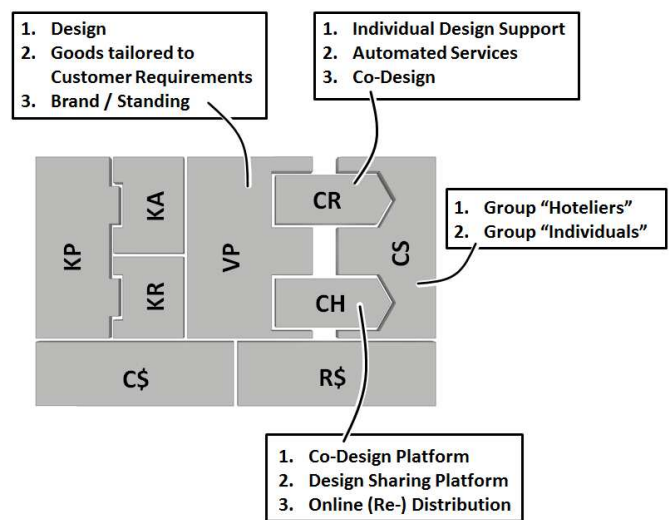 1. Design
2. Goods tailored to
Customer Requirements
3. Brand / Standing
1. Individual Design Support
2. Automated Services
3. Co-Design
KP
KA
KR
VP
CR
CH
CS
1. Group “Hoteliers”
2. Group “Individuals”
C$
R$
1. Co-Design Platform
2. Design Sharing Platform
3. Online (Re-) Distribution